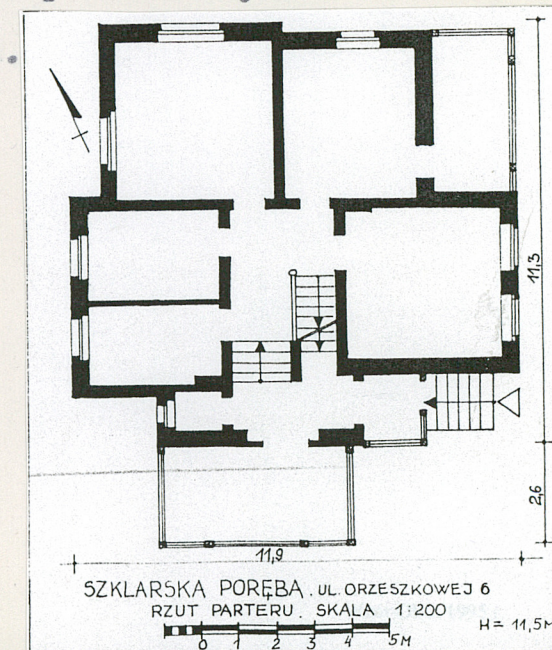 11,3
2,6
11,9
SZKLARSKA PORĘBA . UL. ORZESZKOWEJ 6
RZUT PARTERU . SKALA 1:200
H = 11,5M
0 1 2 3 4 5M